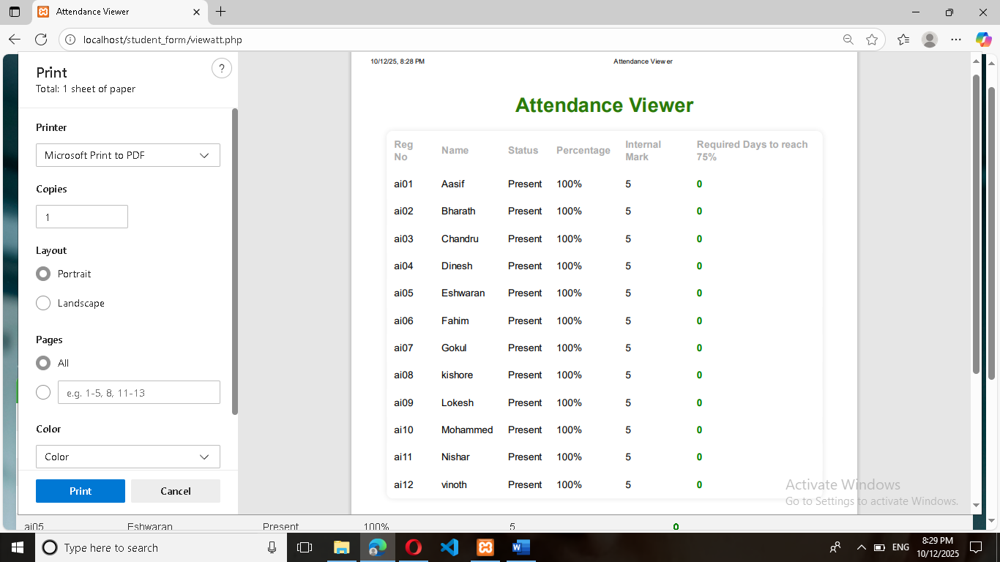 Attendance Viewer
localhost/student_form/viewatt.php
Print
Total: 1 sheet of paper
?
Printer
Microsoft Print to PDF
Copies
1
Layout
Portrait
Landscape
Pages
All
e.g. 1-5, 8, 11-13
Color
Color
Print Cancel
10/12/25, 8:28 PM Attendance Viewer
Attendance Viewer
Reg No Name Status Percentage Internal Mark Required Days to reach 75%
ai01 Aasif Present 100% 5 0
ai02 Bharath Present 100% 5 0
ai03 Chandru Present 100% 5 0
ai04 Dinesh Present 100% 5 0
ai05 Eshwaran Present 100% 5 0
ai06 Fahim Present 100% 5 0
ai07 Gokul Present 100% 5 0
ai08 kishore Present 100% 5 0
ai09 Lokesh Present 100% 5 0
ai10 Mohammed Present 100% 5 0
ai11 Nishar Present 100% 5 0
ai12 vinoth Present 100% 5 0
Activate Windows
Go to Settings to activate Windows.
ai05 Eshwaran Present 100% 5 0
Type here to search
ENG
8:29 PM
10/12/2025